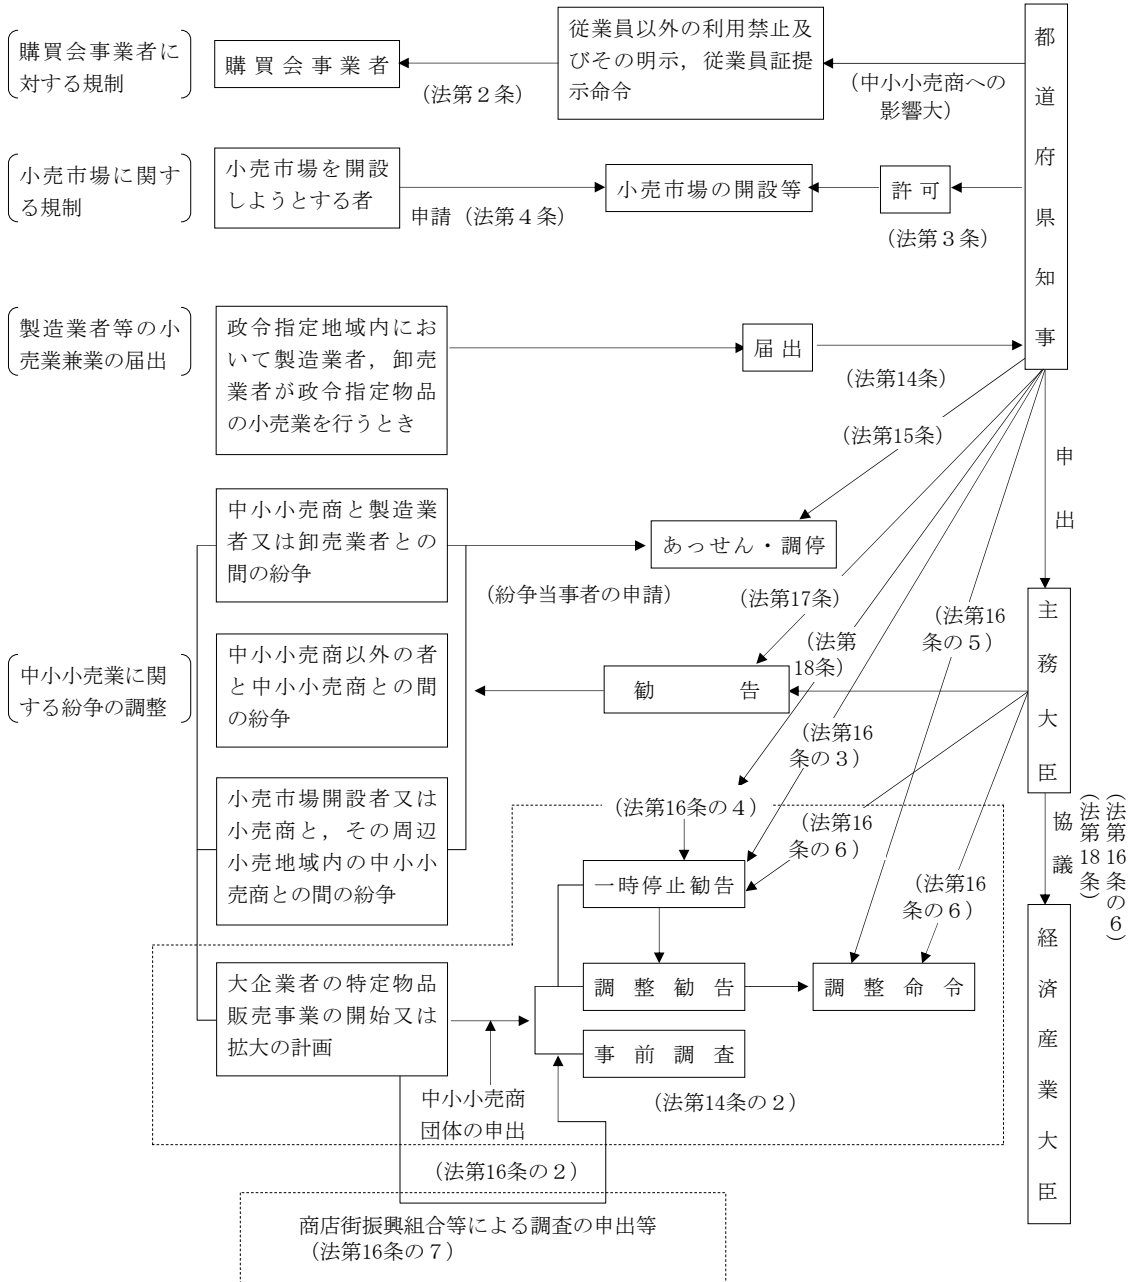 購買会事業者に
対する規制
購買会事業者
(法第２条)
従業員以外の利用禁止及
びその明示，従業員証提
示命令
(中小小売商への
影響大)
都道府県知事
小売市場に関す
る規制
小売市場を開設
しようとする者
申請 (法第４条)
小売市場の開設等
許可
(法第３条)
製造業者等の小
売業兼業の届出
政令指定地域内にお
いて製造業者，卸売
業者が政令指定物品
の小売業を行うとき
届出
(法第14条)
(法第15条)
申出
中小小売商と製造業
者又は卸売業者との
間の紛争
あっせん・調停
(紛争当事者の申請)
(法第17条)
(法第
18条)
(法第16
条の５)
主務大臣
中小小売業に関
する紛争の調整
中小小売商以外の者
と中小小売商との間
の紛争
勧告
(法第16
条の３)
小売市場開設者又は
小売商と，その周辺
小売地域内の中小小
売商との間の紛争
(法第16条の４)
(法第16
条の６)
協議
(法第18条)
(法第16条の６)
一時停止勧告
(法第16
条の６)
経済産業大臣
大企業者の特定物品
販売事業の開始又は
拡大の計画
調整勧告
調整命令
事前調査
(法第14条の２)
中小小売商
団体の申出
(法第16条の２)
商店街振興組合等による調査の申出等
(法第16条の７)